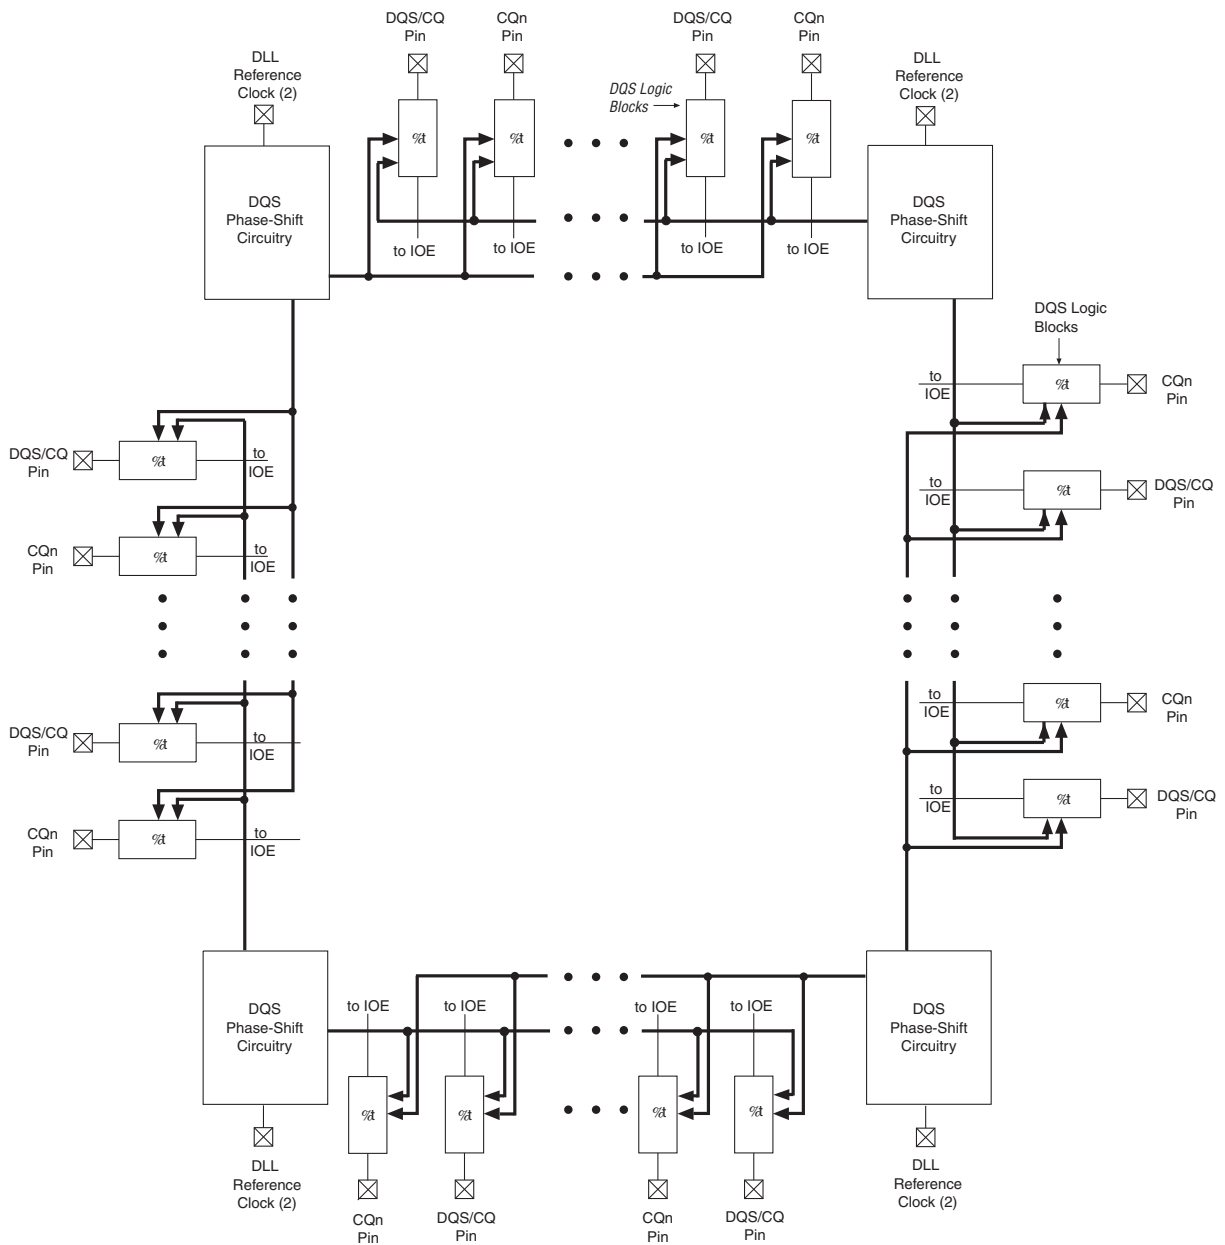 DQS/CQ
Pin
CQn
Pin
DQS/CQ
Pin
CQn
Pin
DLL
Reference
Clock (2)
DQS Logic
Blocks
DLL
Reference
Clock (2)
%t
%t
%t
%t
DQS
Phase-Shift
Circuitry
DQS
Phase-Shift
Circuitry
to IOE
to IOE
to IOE
to IOE
DQS Logic
Blocks
to
IOE
%t
CQn
Pin
DQS/CQ
Pin
%t
to
IOE
to
IOE
%t
DQS/CQ
Pin
CQn
Pin
%t
to
IOE
to
IOE
%t
CQn
Pin
DQS/CQ
Pin
%t
to
IOE
to
IOE
%t
DQS/CQ
Pin
CQn
Pin
%t
to
IOE
DQS
Phase-Shift
Circuitry
to IOE
to IOE
to IOE
to IOE
DQS
Phase-Shift
Circuitry
%t
%t
%t
%t
DLL
Reference
Clock (2)
DLL
Reference
Clock (2)
CQn
Pin
DQS/CQ
Pin
CQn
Pin
DQS/CQ
Pin